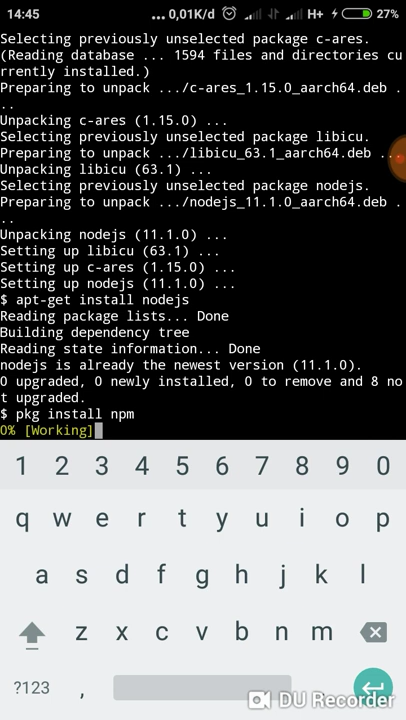 14:45 ... 0,01K/d H+ 27%
Selecting previously unselected package c-ares.
(Reading database ... 1594 files and directories cu
rrently installed.)
Preparing to unpack .../c-ares_1.15.0_aarch64.deb .
..
Unpacking c-ares (1.15.0) ...
Selecting previously unselected package libicu.
Preparing to unpack .../libicu_63.1_aarch64.deb ...
Unpacking libicu (63.1) ...
Selecting previously unselected package nodejs.
Preparing to unpack .../nodejs_11.1.0_aarch64.deb .
..
Unpacking nodejs (11.1.0) ...
Setting up libicu (63.1) ...
Setting up c-ares (1.15.0) ...
Setting up nodejs (11.1.0) ...
$ apt-get install nodejs
Reading package lists... Done
Building dependency tree
Reading state information... Done
nodejs is already the newest version (11.1.0).
0 upgraded, 0 newly installed, 0 to remove and 8 no
t upgraded.
$ pkg install npm
0% [Working]
1 2 3 4 5 6 7 8 9 0
q w e r t y u i o p
a s d f g h j k l
z x c v b n m
?123 , .
DU Recorder